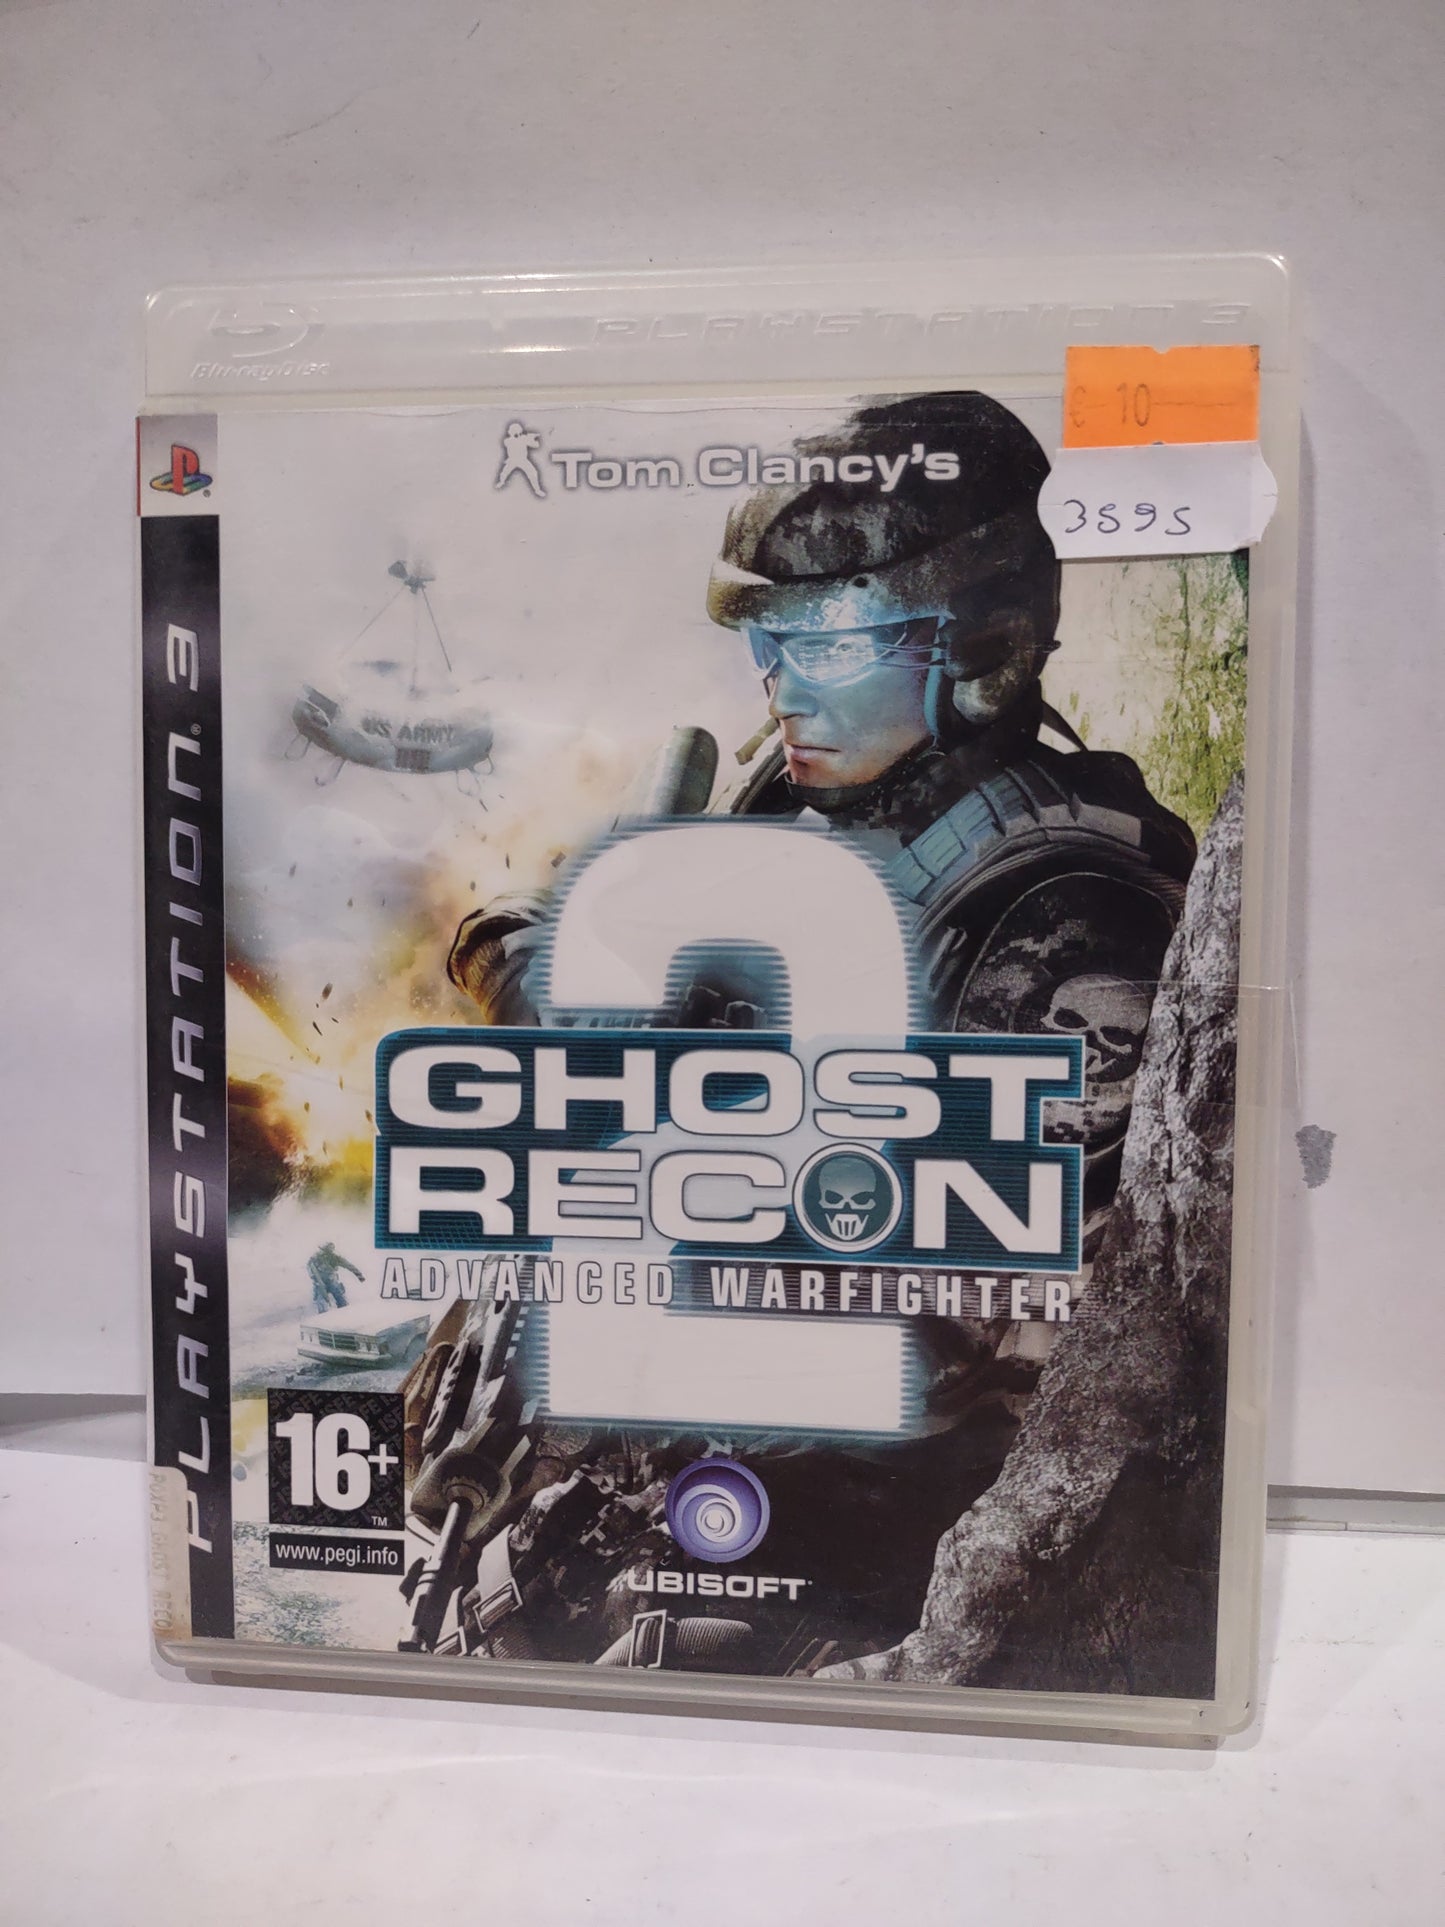 Blu-ray Disc
PLAYSTATION 3
€ 10
3595
Tom Clancy's
PLAYSTATION®3
US ARMY
2
GHOST
RECON
ADVANCED WARFIGHTER
16+
TM
www.pegi.info
UBISOFT